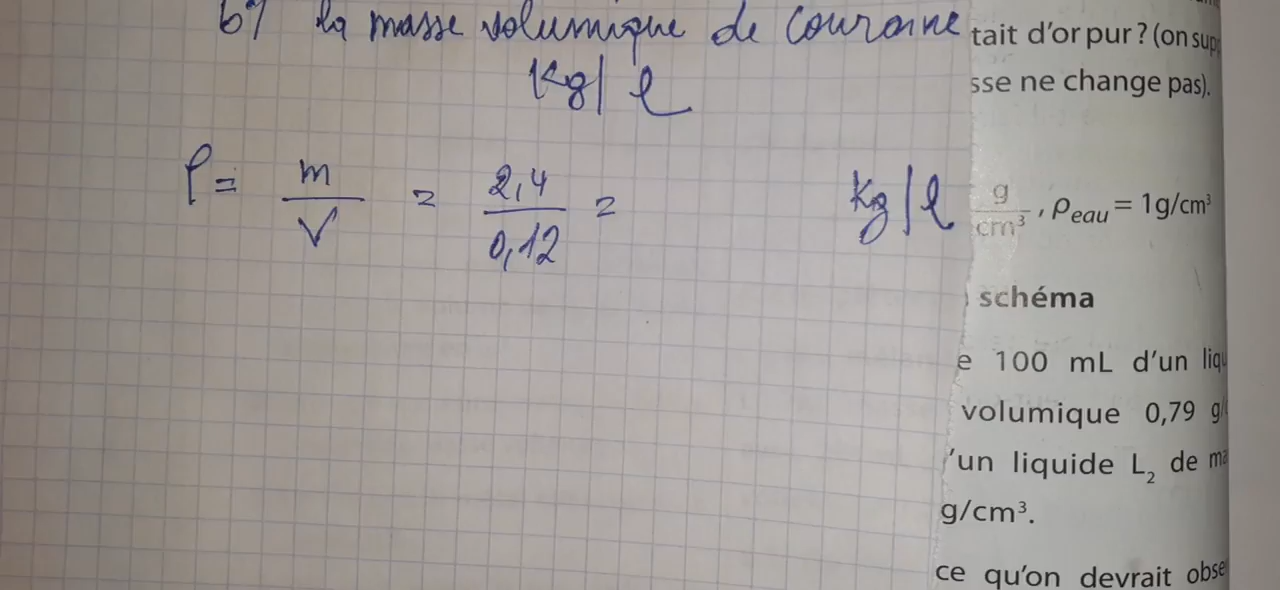 b/ la masse volumique de couronne
Kg/l
ρ = m/V = 2,4/0,12 = Kg/l
tait d'or pur ? (on sup
sse ne change pas).
g/cm³, ρeau = 1g/cm³
schéma
e 100 mL d'un liqu
volumique 0,79 g/
'un liquide L₂ de ma
g/cm³.
ce qu'on devrait obse